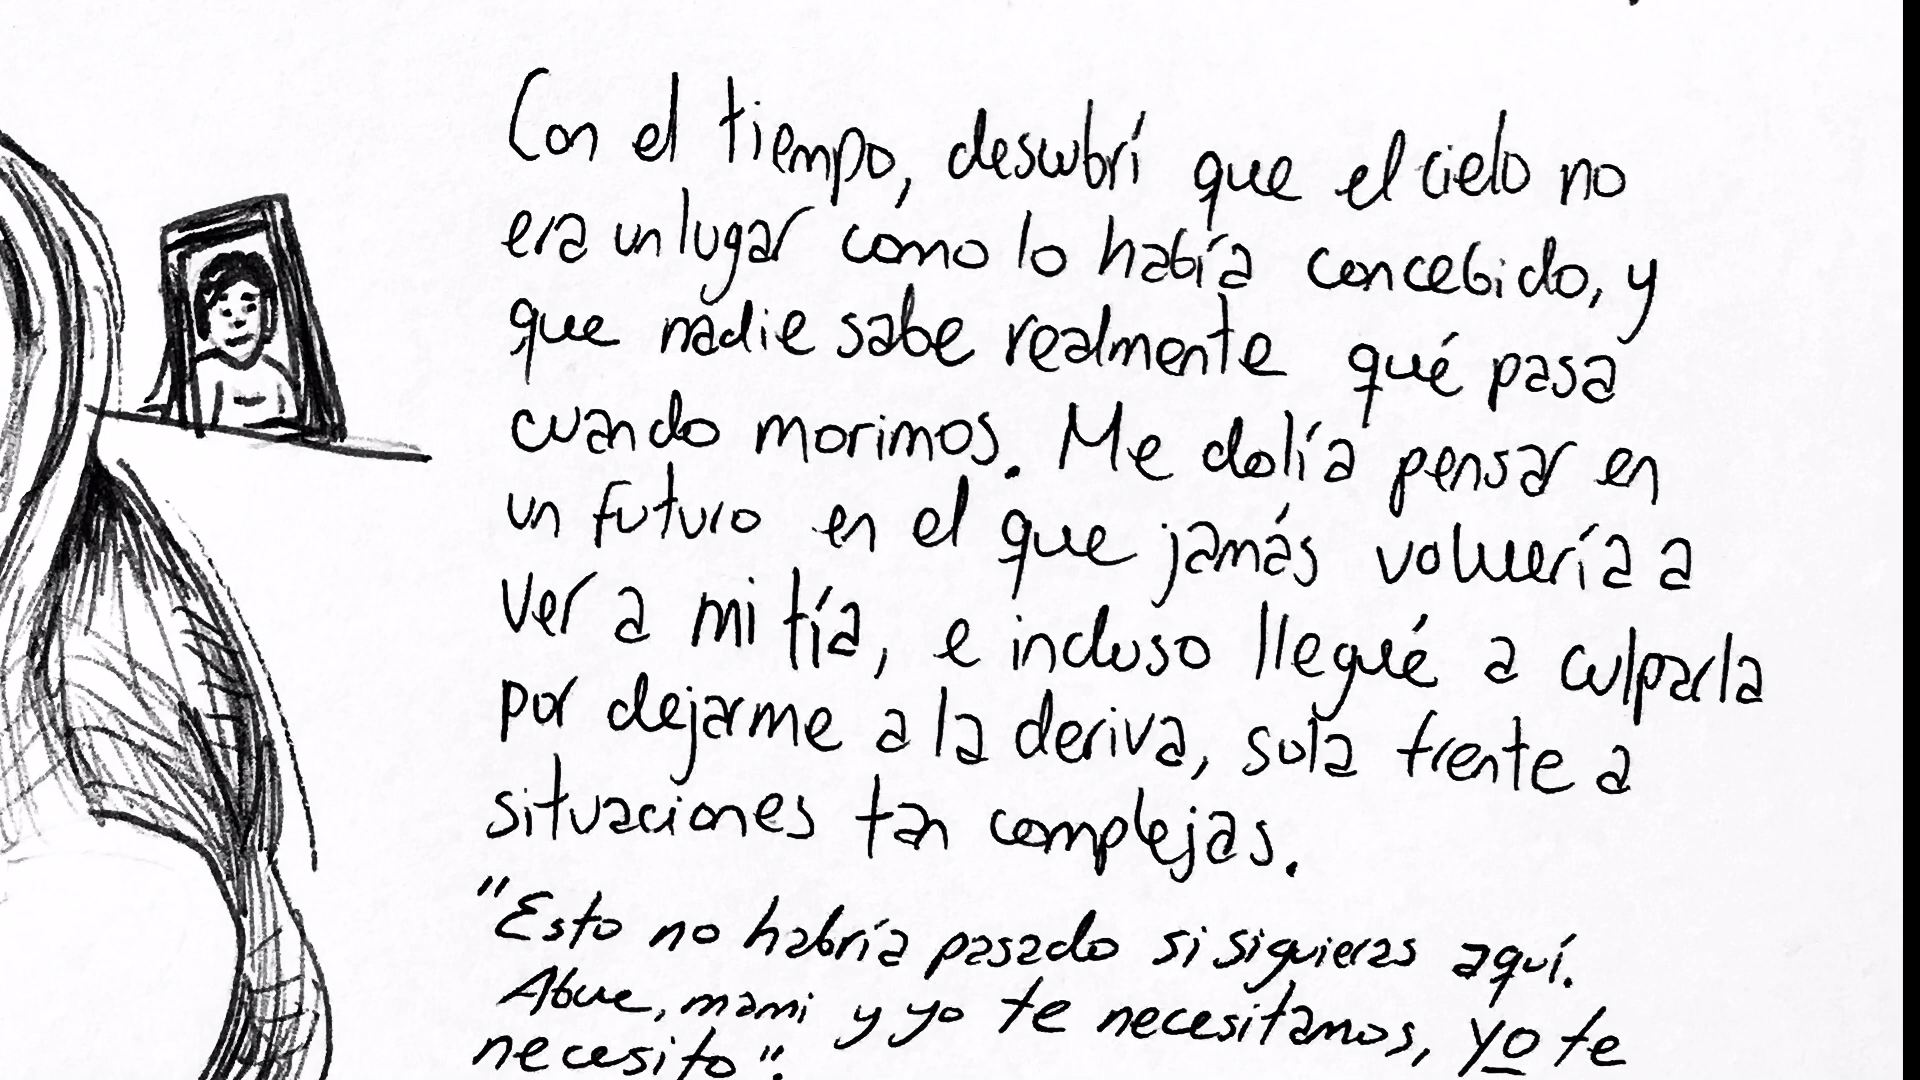 Con el tiempo, descubrí que el cielo no
era un lugar como lo había concebido, y
que nadie sabe realmente qué pasa
cuando morimos. Me dolía pensar en
un futuro en el que jamás volvería a
ver a mi tía, e incluso llegué a culparla
por dejarme a la deriva, sola frente a
situaciones tan complejas.
"Esto no habría pasado si siguieras aquí.
Abue, mami y yo te necesitamos, yo te
necesito".